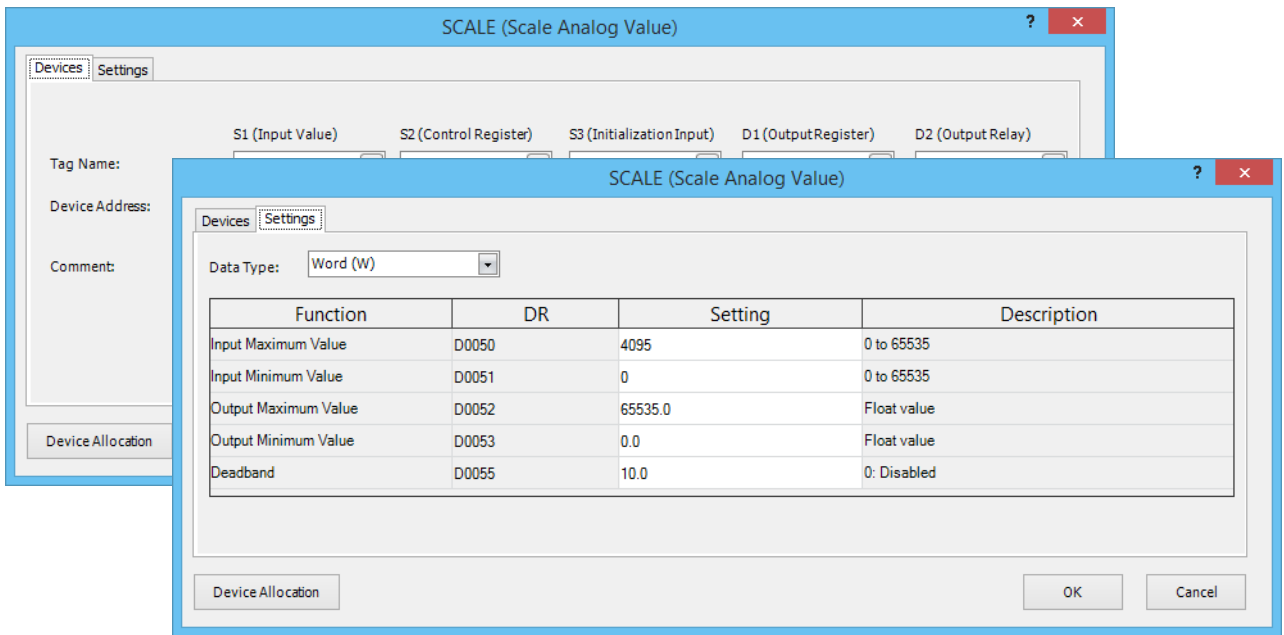 SCALE (Scale Analog Value)
?
Devices Settings
S1 (Input Value) S2 (Control Register) S3 (Initialization Input) D1 (Output Register) D2 (Output Relay)
Tag Name:
Device Address:
Comment:
Device Allocation
SCALE (Scale Analog Value)
?
Devices Settings
Data Type: Word (W)
Function DR Setting Description
Input Maximum Value D0050 4095 0 to 65535
Input Minimum Value D0051 0 0 to 65535
Output Maximum Value D0052 65535.0 Float value
Output Minimum Value D0053 0.0 Float value
Deadband D0055 10.0 0: Disabled
Device Allocation OK Cancel